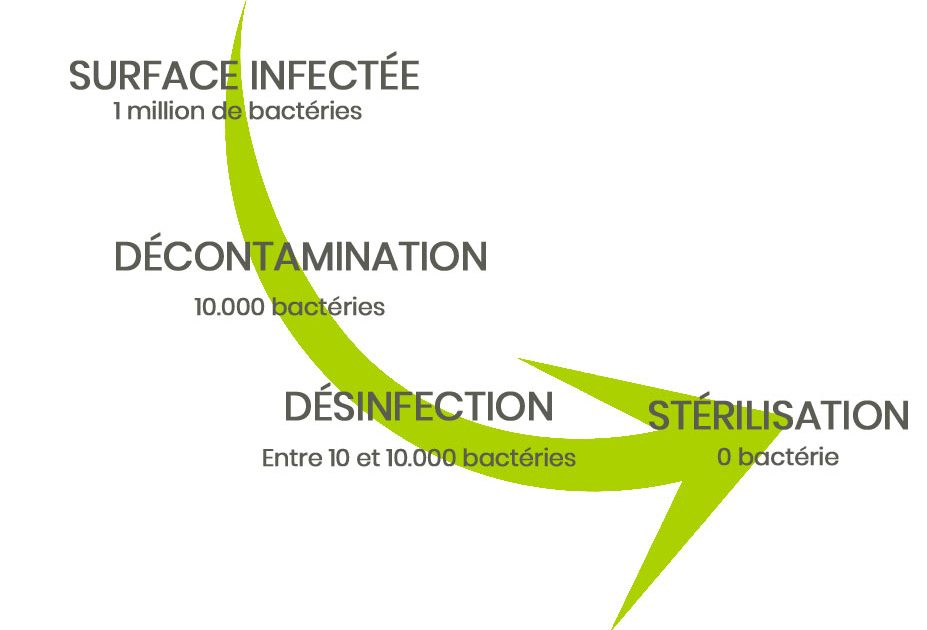 SURFACE INFECTÉE
1 million de bactéries
DÉCONTAMINATION
10.000 bactéries
DÉSINFECTION
Entre 10 et 10.000 bactéries
STÉRILISATION
0 bactérie